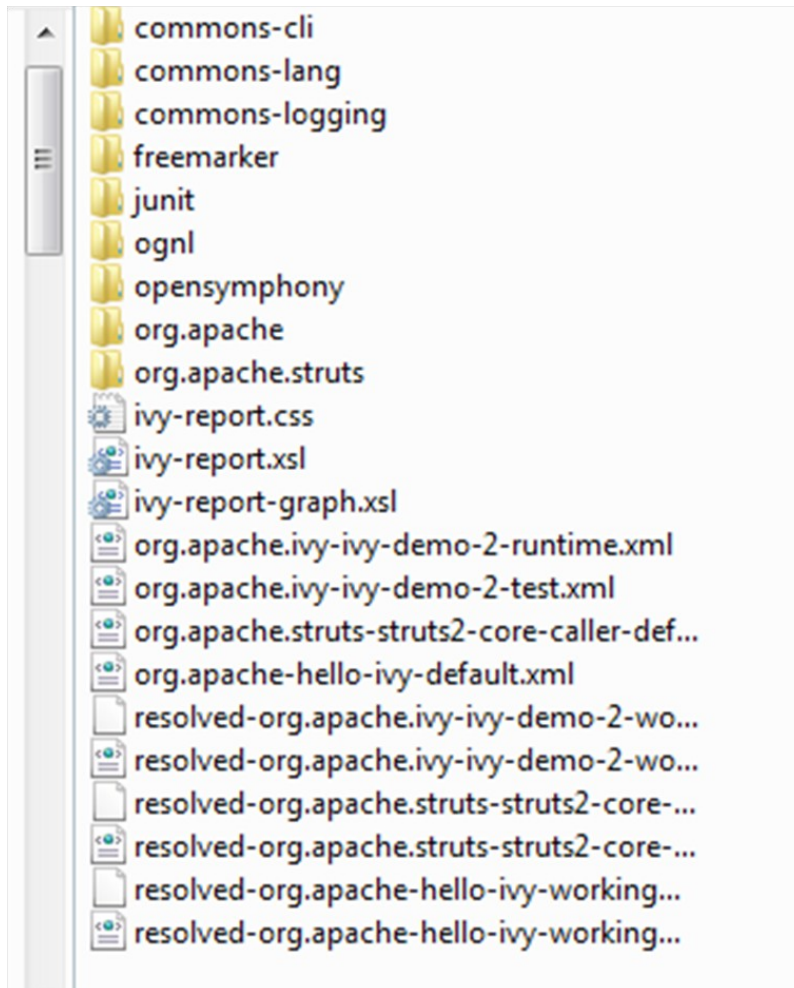 commons-cli
commons-lang
commons-logging
freemarker
junit
ognl
opensymphony
org.apache
org.apache.struts
ivy-report.css
ivy-report.xsl
ivy-report-graph.xsl
org.apache.ivy-ivy-demo-2-runtime.xml
org.apache.ivy-ivy-demo-2-test.xml
org.apache.struts-struts2-core-caller-def...
org.apache-hello-ivy-default.xml
resolved-org.apache.ivy-ivy-demo-2-wo...
resolved-org.apache.ivy-ivy-demo-2-wo...
resolved-org.apache.struts-struts2-core-...
resolved-org.apache.struts-struts2-core-...
resolved-org.apache-hello-ivy-working...
resolved-org.apache-hello-ivy-working...